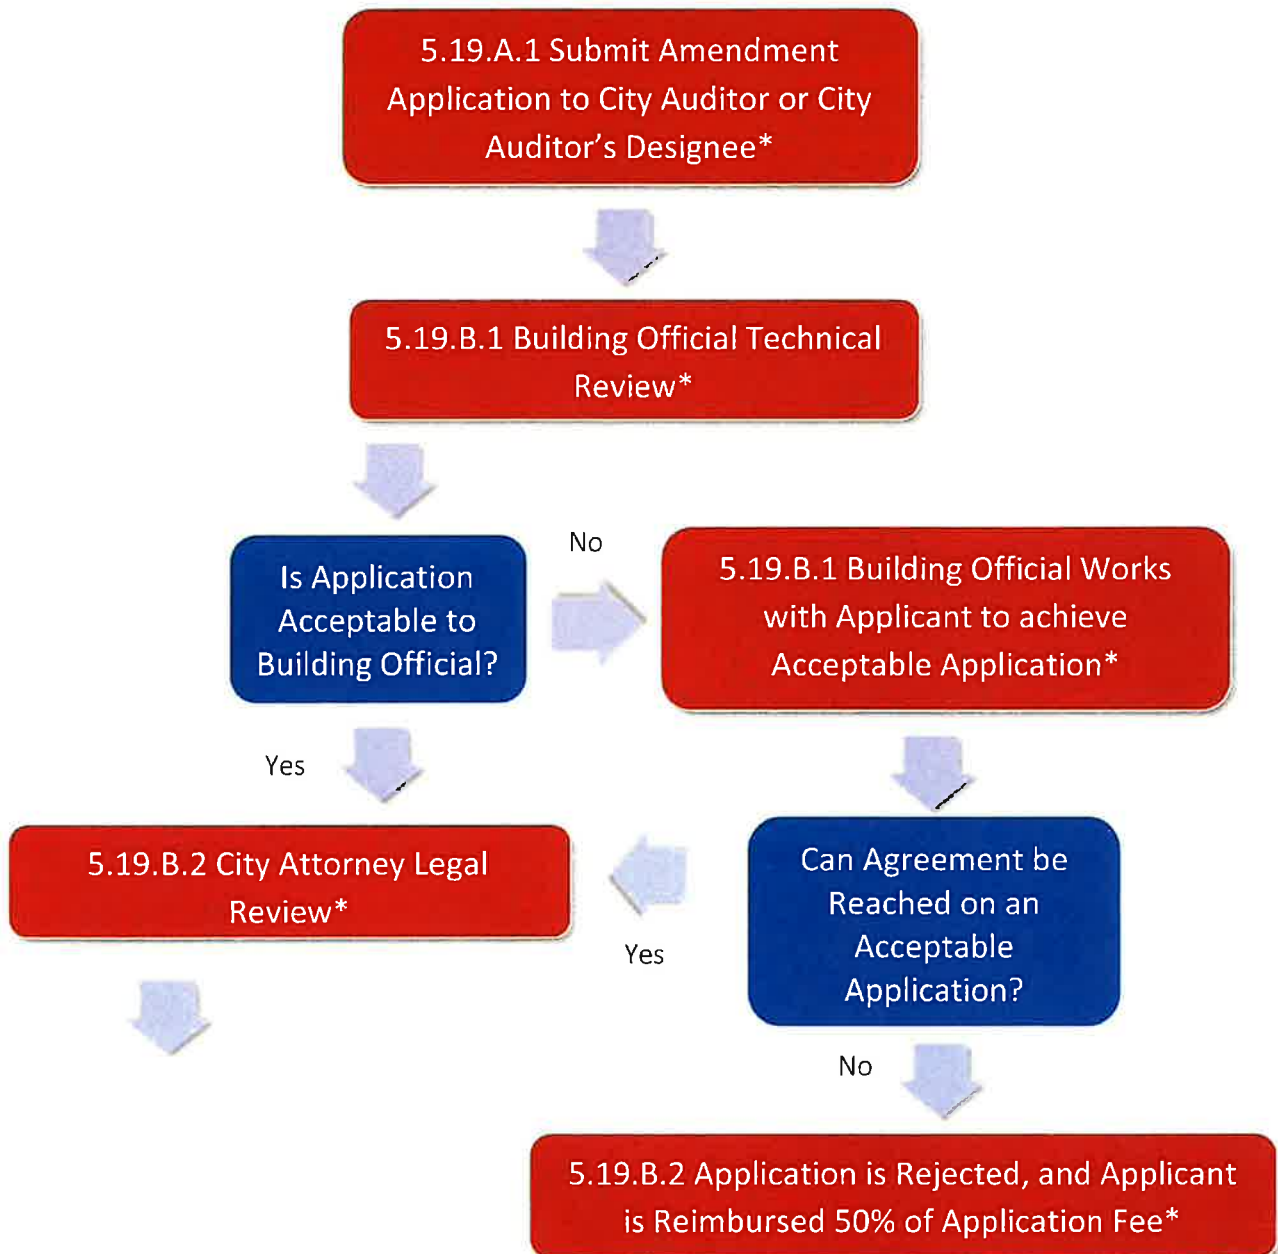 5.19.A.1 Submit Amendment
Application to City Auditor or City
Auditor’s Designee*
5.19.B.1 Building Official Technical
Review*
Is Application
Acceptable to
Building Official?
No
5.19.B.1 Building Official Works
with Applicant to achieve
Acceptable Application*
Yes
5.19.B.2 City Attorney Legal
Review*
Yes
Can Agreement be
Reached on an
Acceptable
Application?
No
5.19.B.2 Application is Rejected, and Applicant
is Reimbursed 50% of Application Fee*